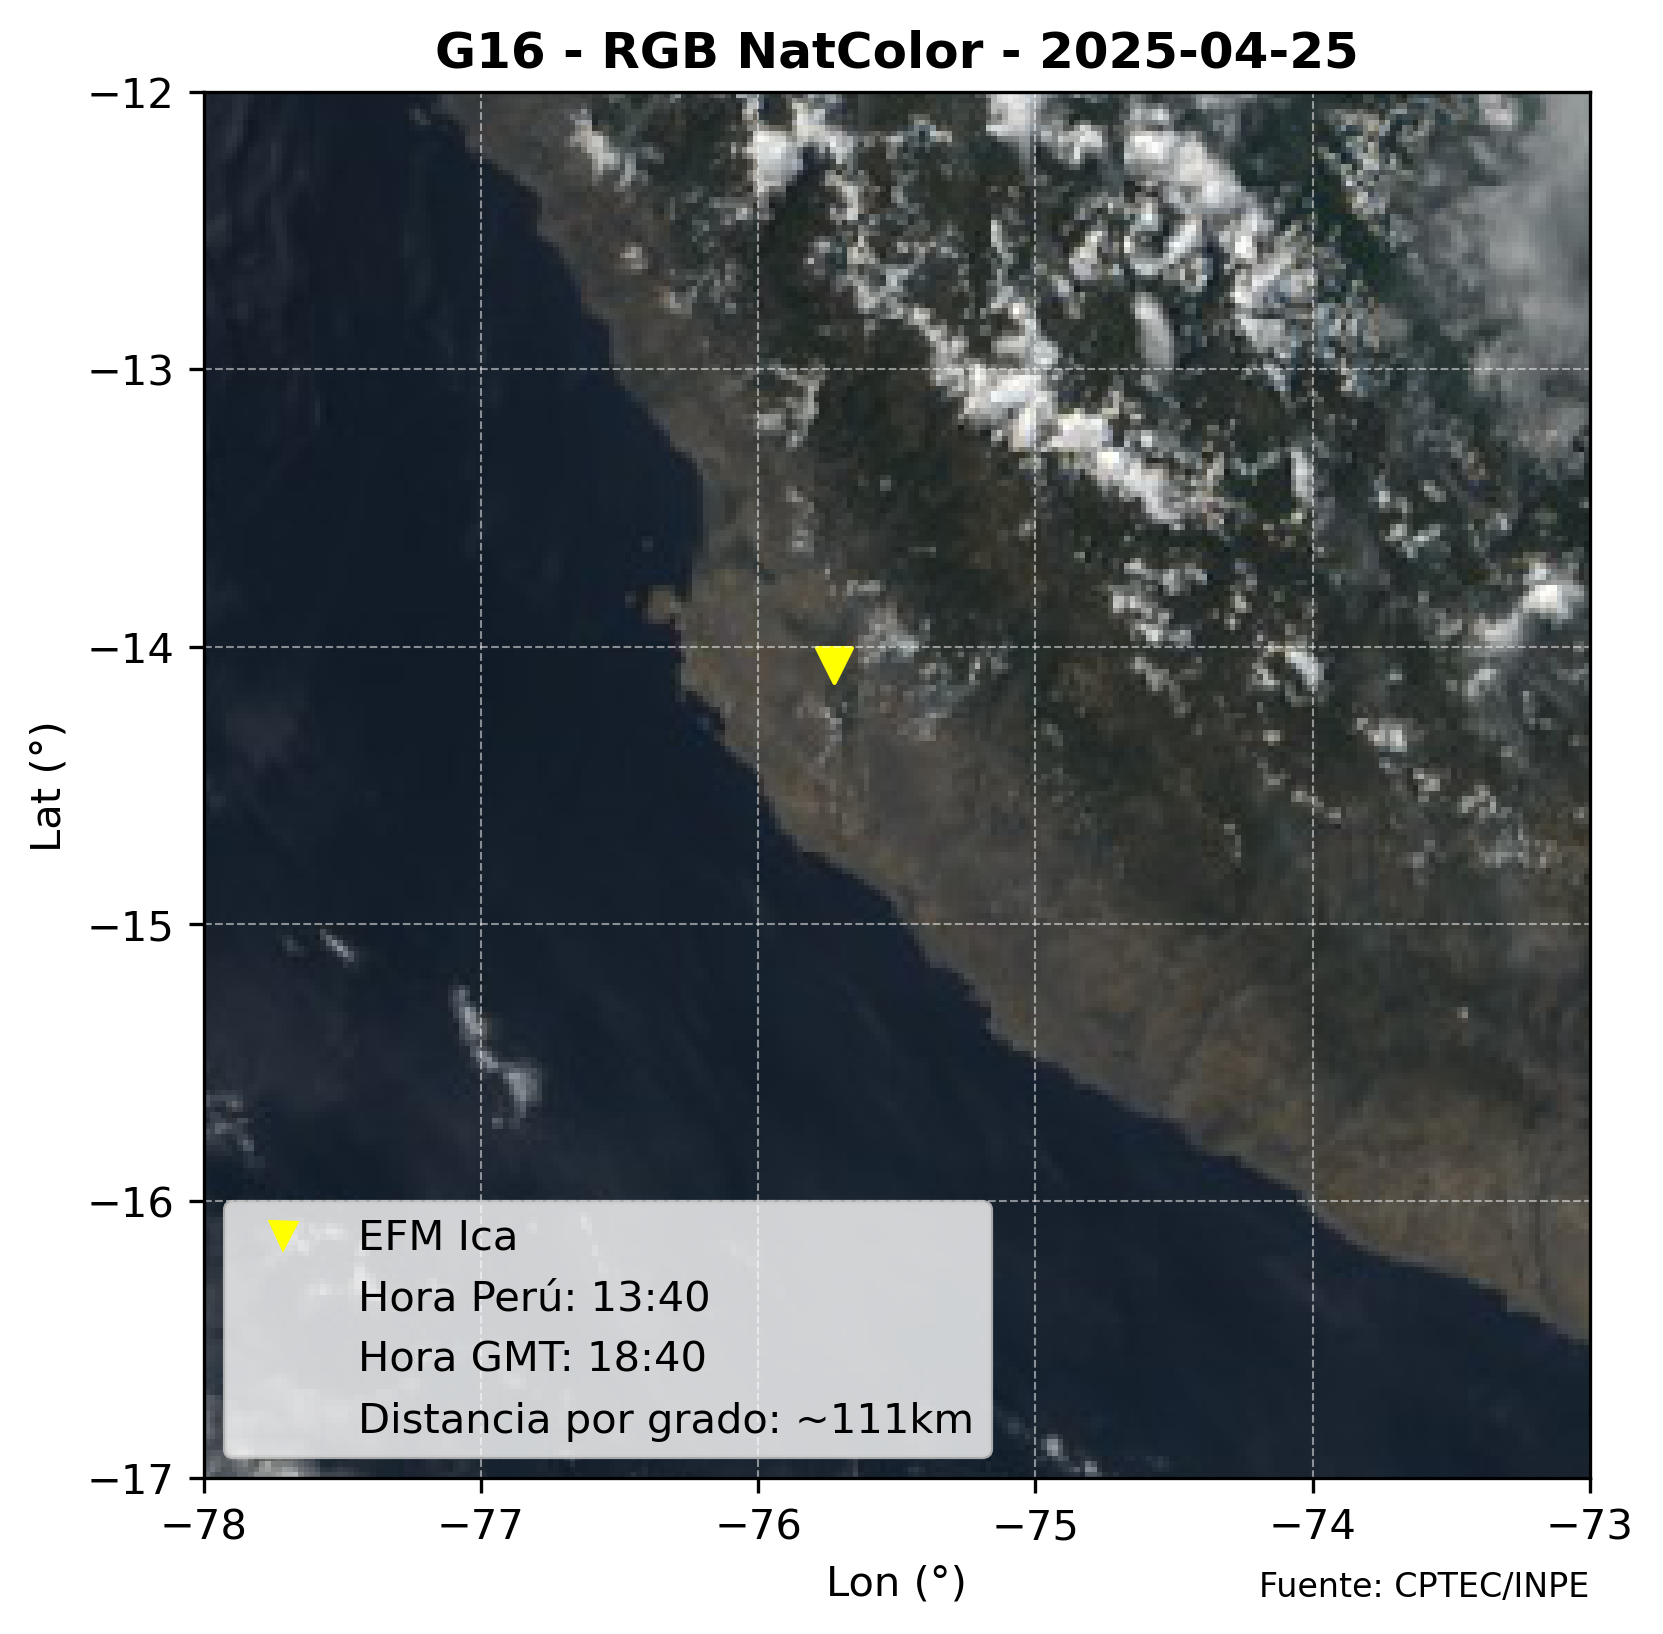 G16 - RGB NatColor - 2025-04-25
−12
−13
−14
−15
−16
−17
Lat (°)
EFM Ica
Hora Perú: 13:40
Hora GMT: 18:40
Distancia por grado: ~111km
−78 −77 −76 −75 −74 −73
Lon (°)
Fuente: CPTEC/INPE